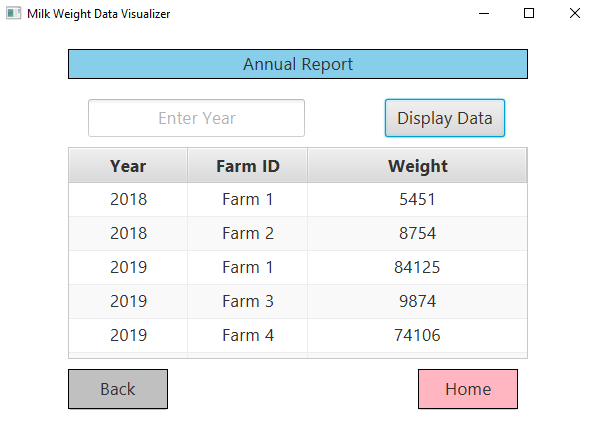 Milk Weight Data Visualizer
Annual Report
Enter Year Display Data
Year Farm ID Weight
2018 Farm 1 5451
2018 Farm 2 8754
2019 Farm 1 84125
2019 Farm 3 9874
2019 Farm 4 74106
Back Home